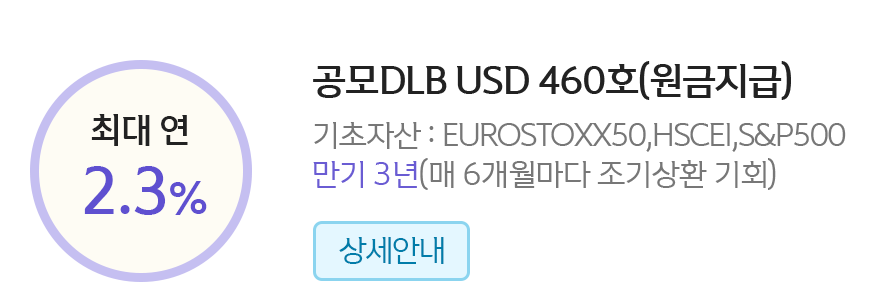 최대 연
2.3%
공모DLB USD 460호(원금지급)
기초자산 : EUROSTOXX50,HSCEI,S&P500
만기 3년(매 6개월마다 조기상환 기회)
상세안내